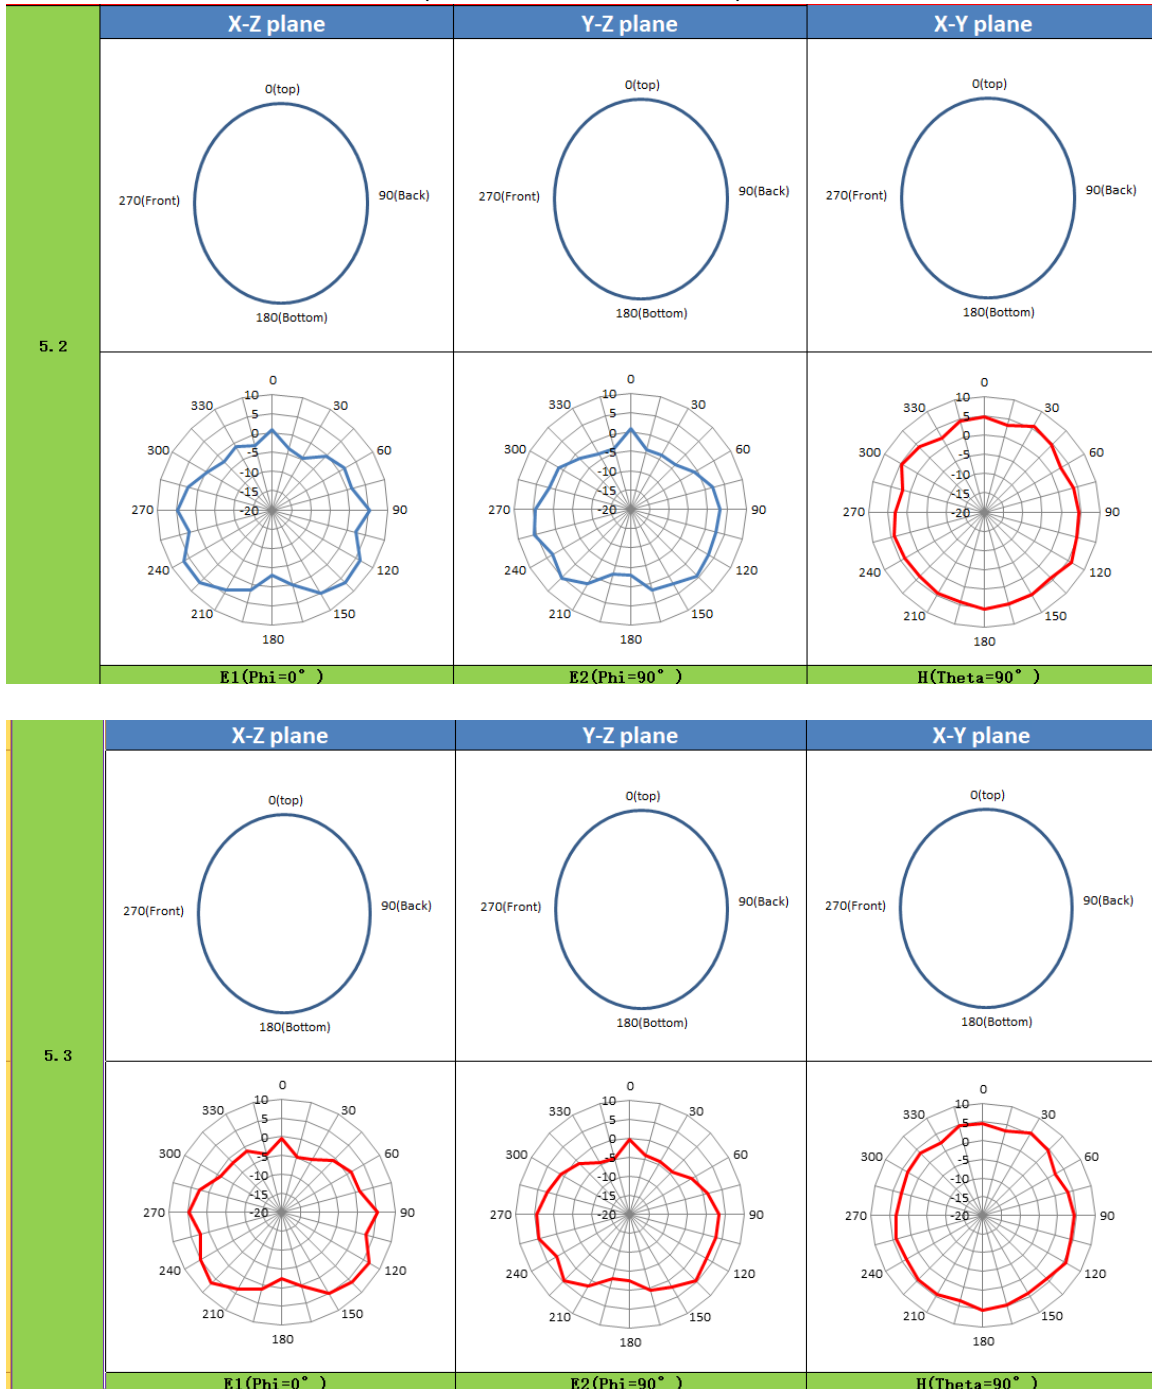 X-Z plane Y-Z plane X-Y plane
0(top) 0(top) 0(top)
270(Front) 90(Back) 270(Front) 90(Back) 270(Front) 90(Back)
180(Bottom) 180(Bottom) 180(Bottom)
5.2
0 0 0
330 10 30 330 10 30 330 10 30
5 5 5
300 0 60 300 0 60 300 0 60
-5 -5 -5
-10 -10 -10
-15 -15 -15
270 -20 90 270 -20 90 270 -20 90
240 120 240 120 240 120
210 150 210 150 210 150
180 180 180
E1(Phi=0° ) E2(Phi=90° ) H(Theta=90° )
X-Z plane Y-Z plane X-Y plane
0(top) 0(top) 0(top)
270(Front) 90(Back) 270(Front) 90(Back) 270(Front) 90(Back)
180(Bottom) 180(Bottom) 180(Bottom)
5.3
0 0 0
330 10 30 330 10 30 330 10 30
5 5 5
300 0 60 300 0 60 300 0 60
-5 -5 -5
-10 -10 -10
-15 -15 -15
270 -20 90 270 -20 90 270 -20 90
240 120 240 120 240 120
210 150 210 150 210 150
180 180 180
E1(Phi=0° ) E2(Phi=90° ) H(Theta=90° )